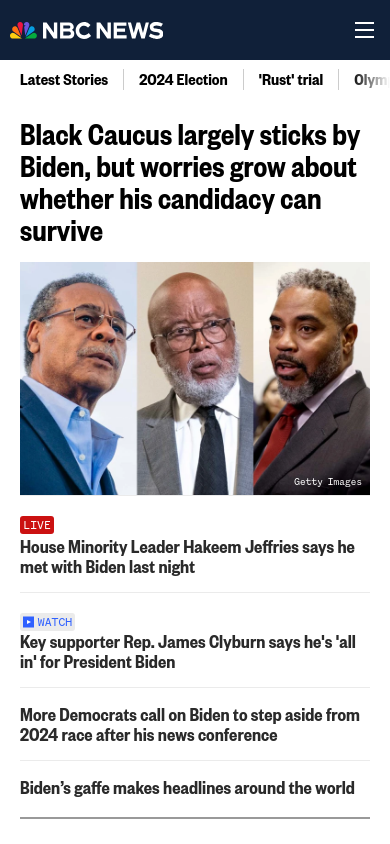 NBC NEWS
Latest Stories
2024 Election
'Rust' trial
Olym
Black Caucus largely sticks by
Biden, but worries grow about
whether his candidacy can
survive
Getty Images
LIVE
House Minority Leader Hakeem Jeffries says he
met with Biden last night
WATCH
Key supporter Rep. James Clyburn says he's 'all
in' for President Biden
More Democrats call on Biden to step aside from
2024 race after his news conference
Biden’s gaffe makes headlines around the world